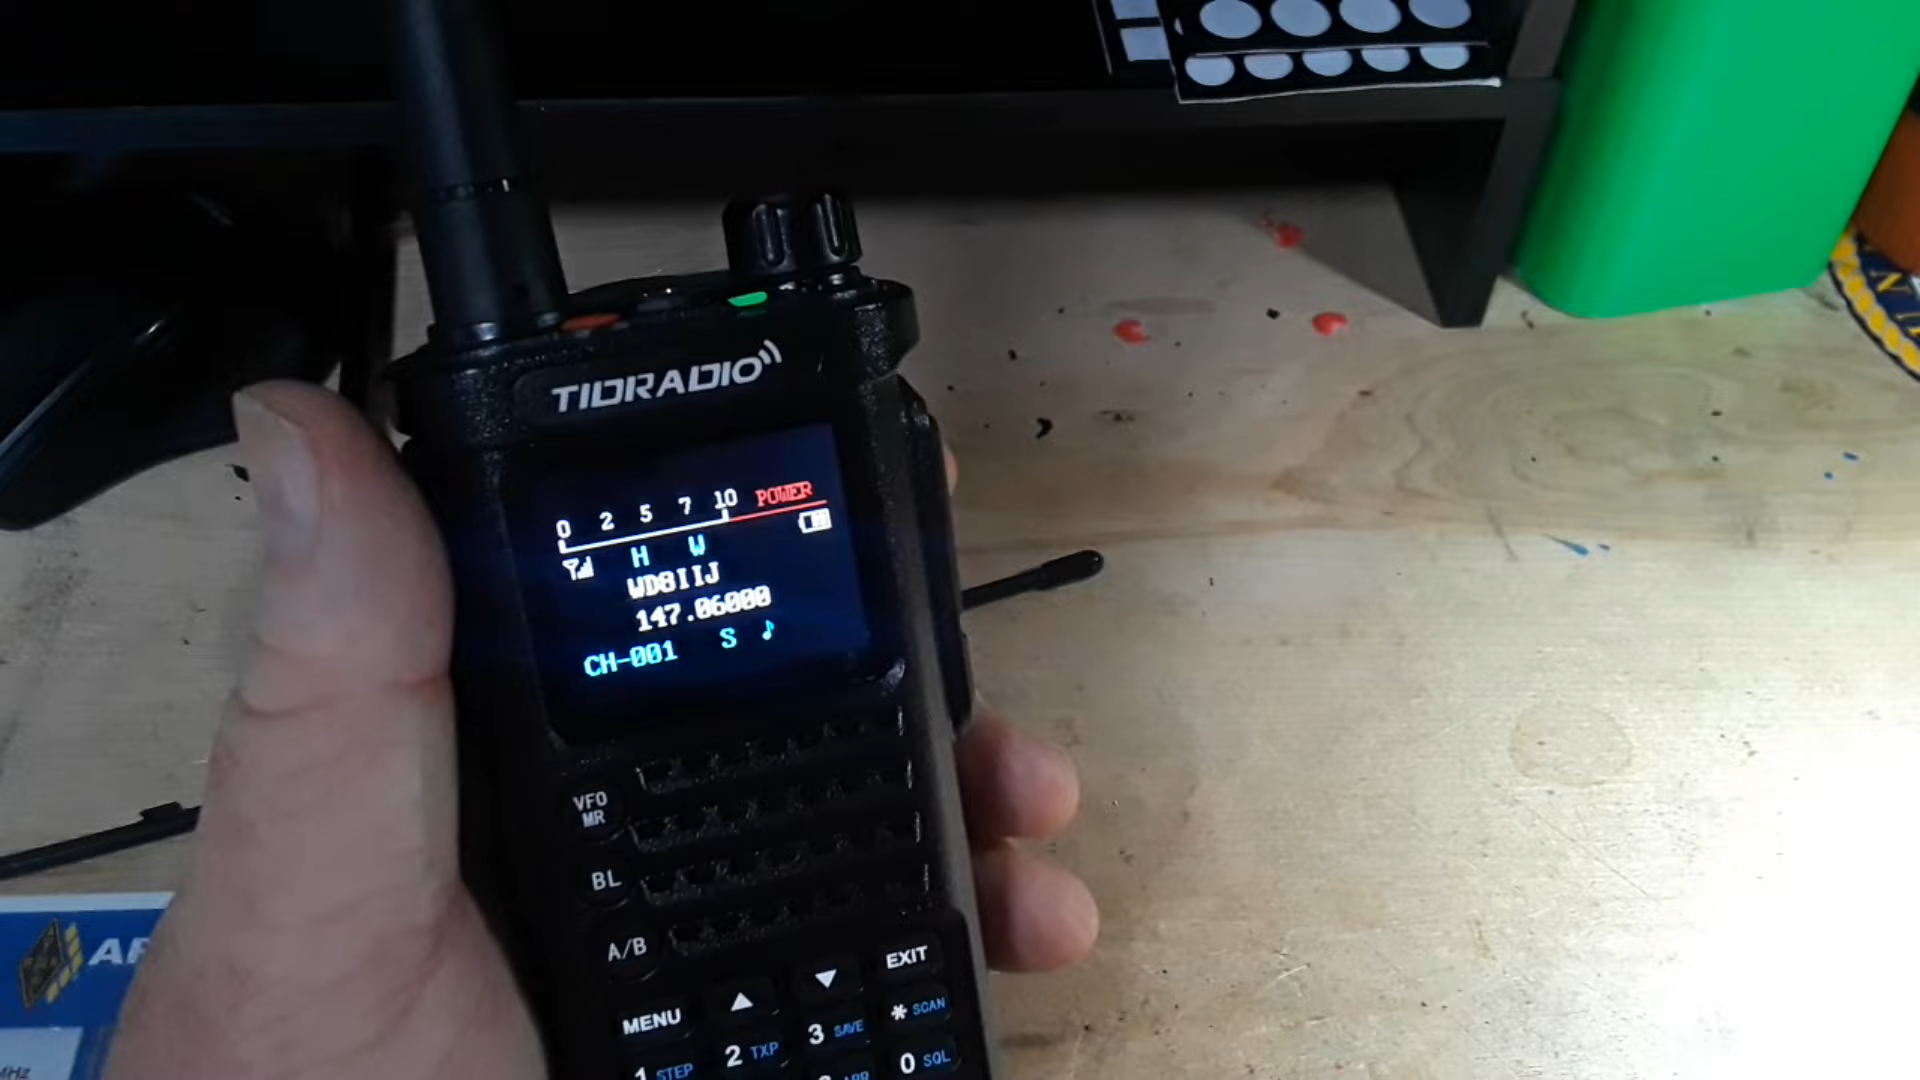 TIDRADIO
0 2 5 7 10 POWER
H W
WD8IIJ
147.06000
CH-001 S
VFO
MR
BL
A/B
EXIT
MENU
* SCAN
3 SAVE
2 TXP
1 STEP
0 SQL
MHz